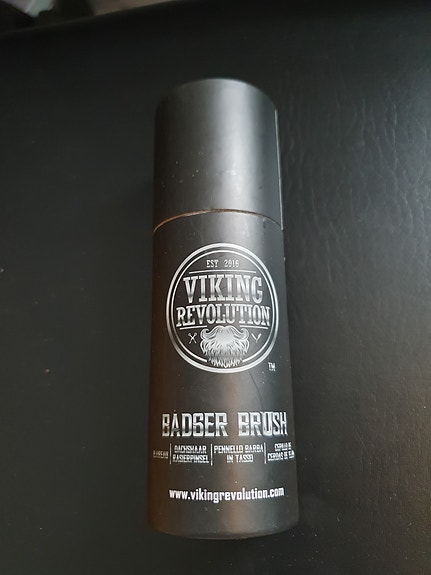 EST 2016
VIKING
REVOLUTION
TM
BADGER BRUSH
DACHSHAAR
RASIERPINSEL
PENNELLO BARBA
IN TASSO
www.vikingrevolution.com